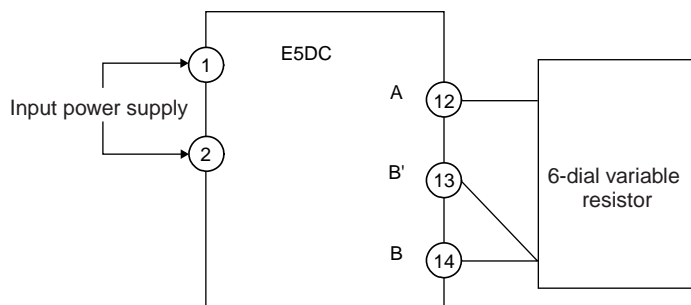 E5DC
1
A
Input power supply
12
2
B'
13
6-dial variable
resistor
B
14